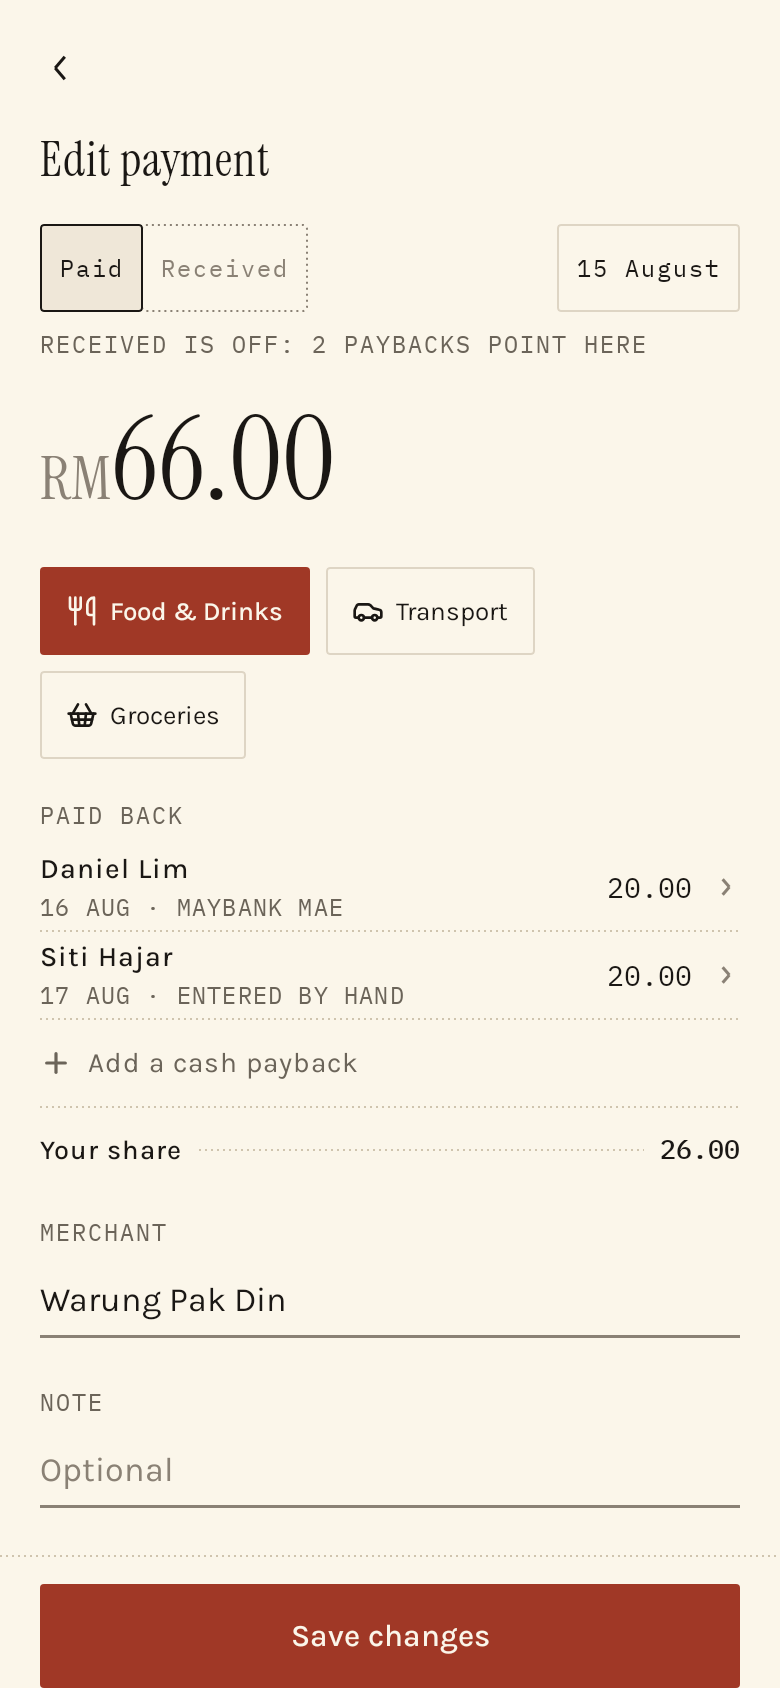 Edit payment
Paid Received 15 August
RECEIVED IS OFF: 2 PAYBACKS POINT HERE
RM66.00
Food & Drinks Transport
Groceries
PAID BACK
Daniel Lim
16 AUG · MAYBANK MAE 20.00
Siti Hajar
17 AUG · ENTERED BY HAND 20.00
Add a cash payback
Your share 26.00
MERCHANT
Warung Pak Din
NOTE
Optional
Save changes